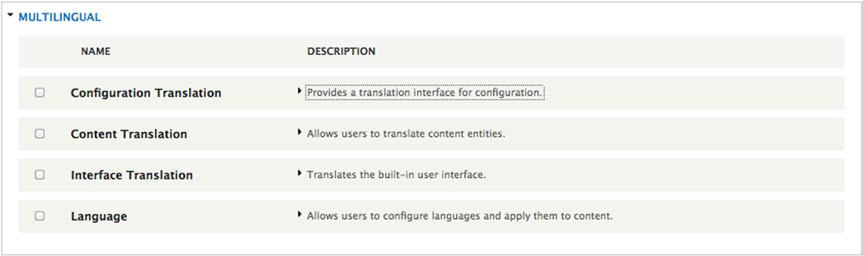 MULTILINGUAL
NAME DESCRIPTION
Configuration Translation Provides a translation interface for configuration.
Content Translation Allows users to translate content entities.
Interface Translation Translates the built-in user interface.
Language Allows users to configure languages and apply them to content.